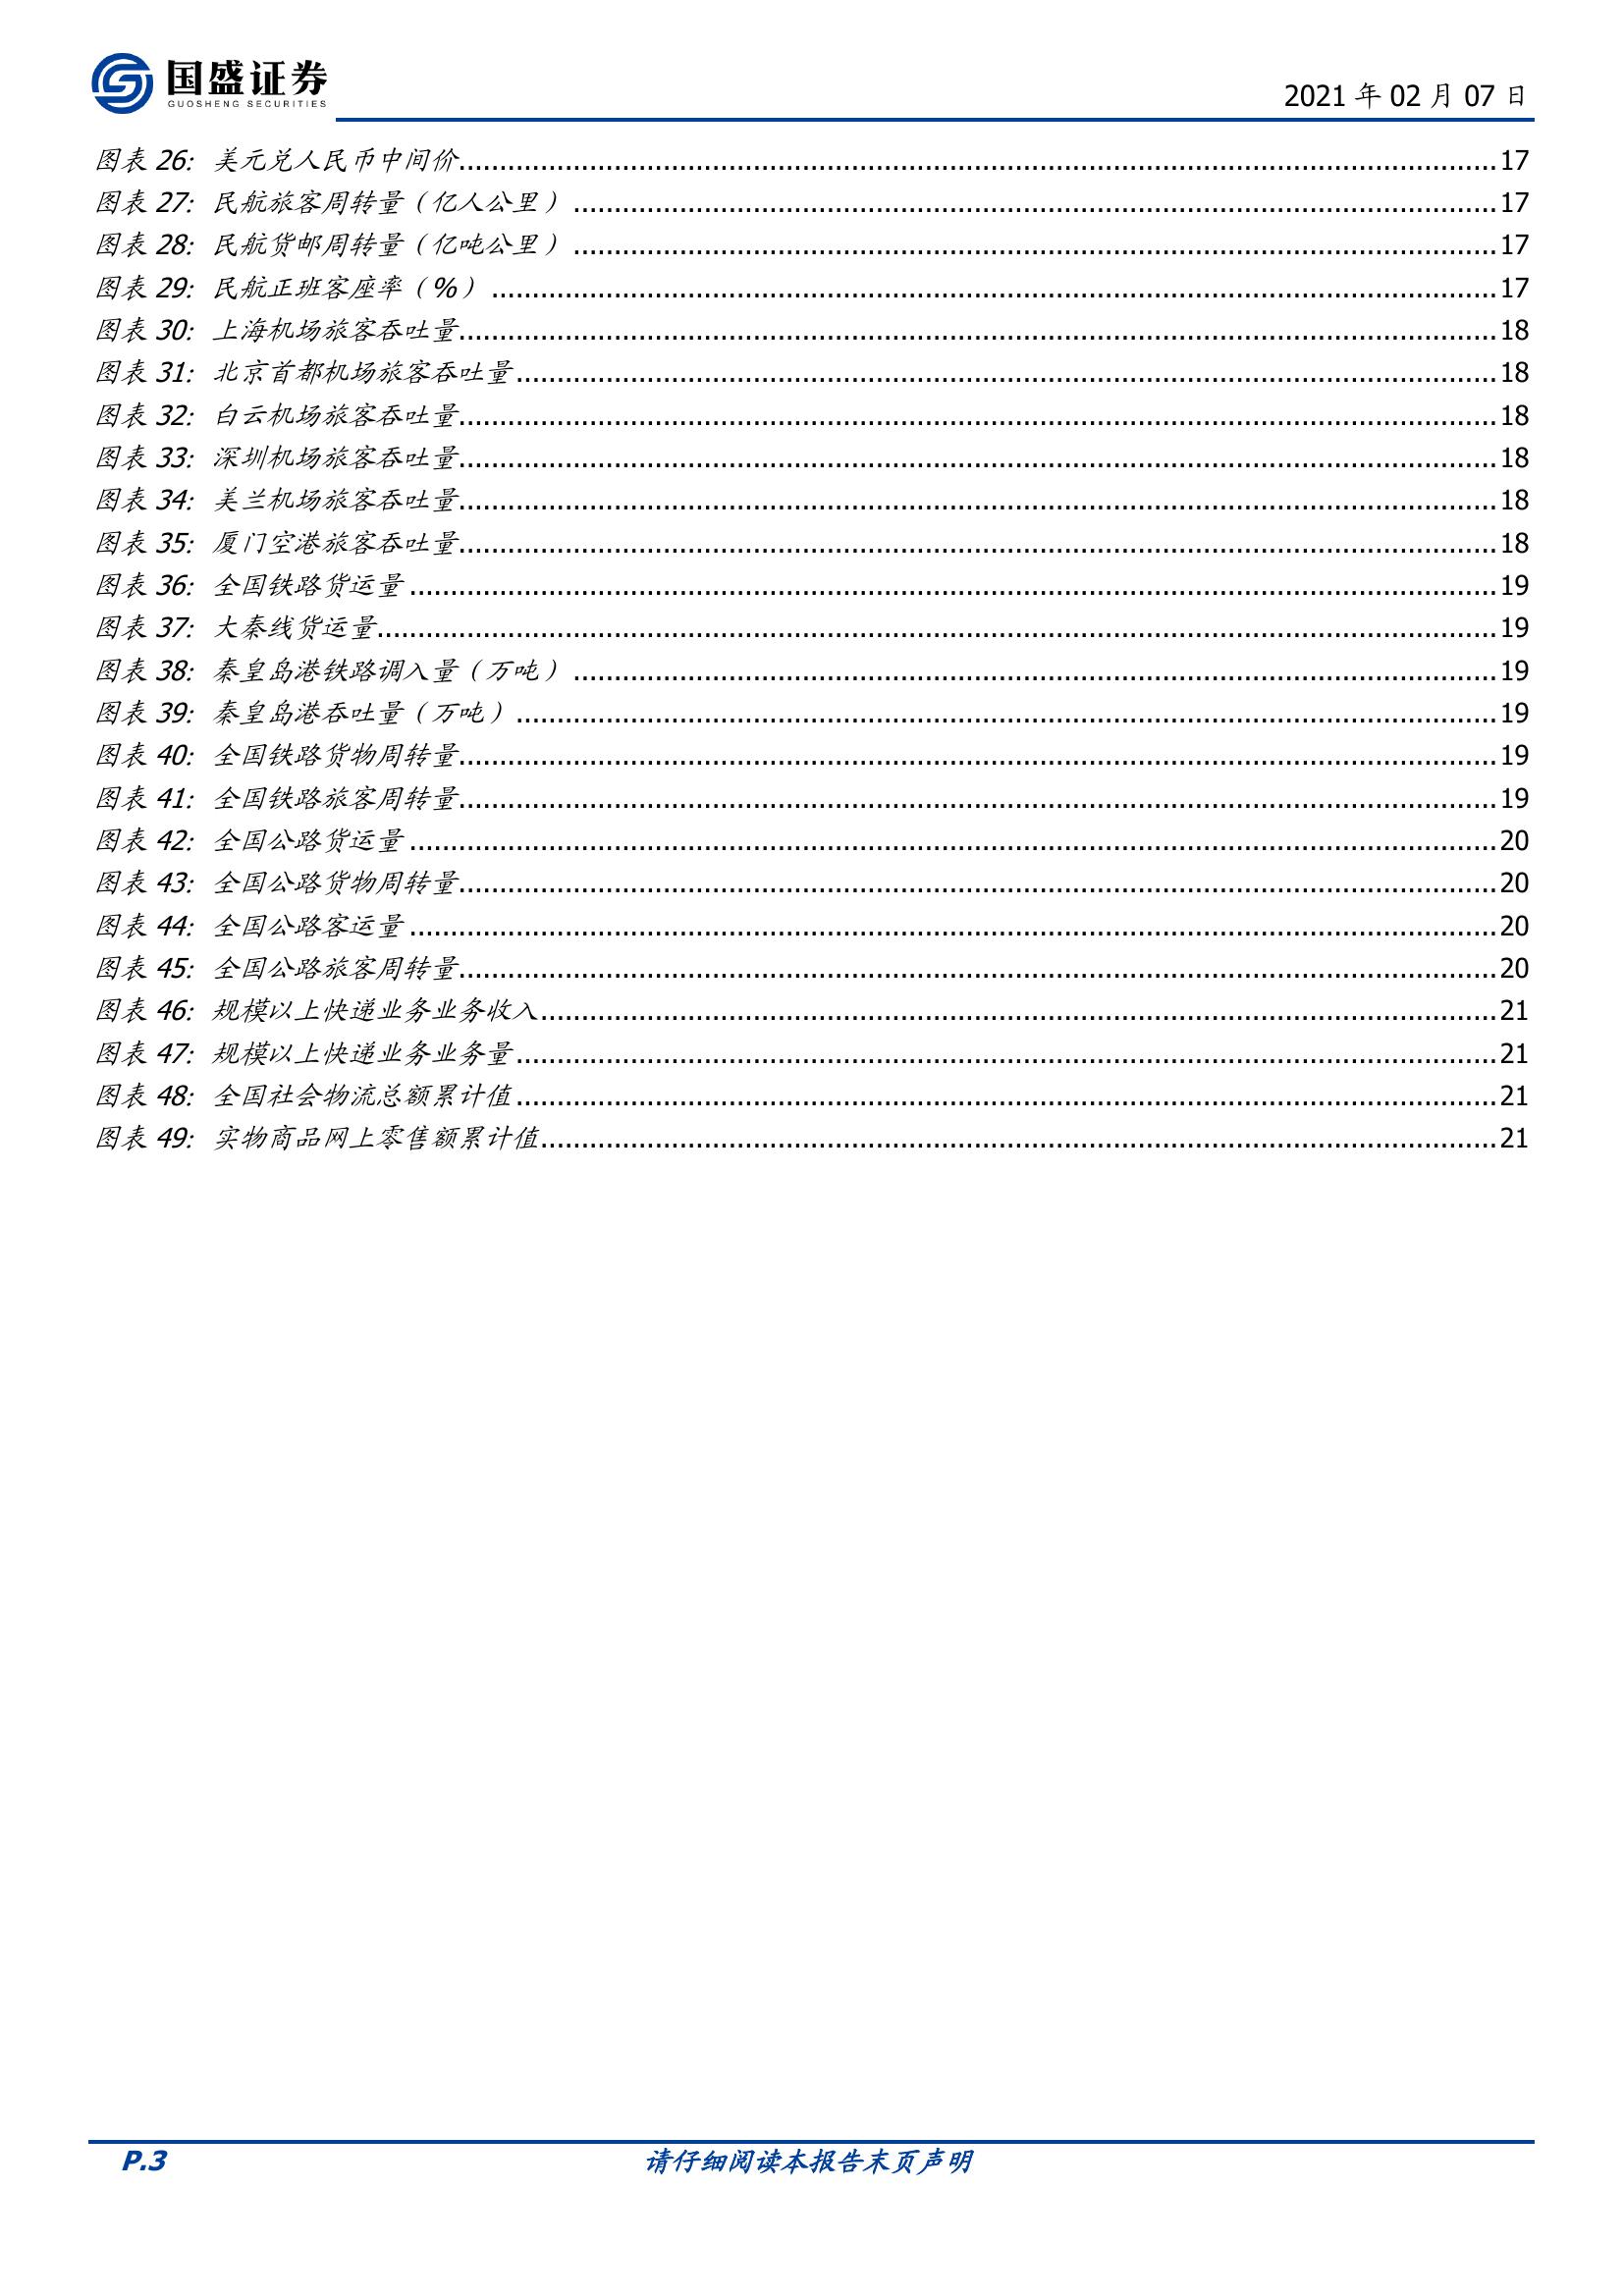 国盛证券
GUOSHENG SECURITIES
2021 年 02 月 07 日
图表 26: 美元兑人民币中间价........17
图表 27: 民航旅客周转量（亿人公里）........17
图表 28: 民航货邮周转量（亿吨公里）........17
图表 29: 民航正班客座率（%）........17
图表 30: 上海机场旅客吞吐量........18
图表 31: 北京首都机场旅客吞吐量........18
图表 32: 白云机场旅客吞吐量........18
图表 33: 深圳机场旅客吞吐量........18
图表 34: 美兰机场旅客吞吐量........18
图表 35: 厦门空港旅客吞吐量........18
图表 36: 全国铁路货运量........19
图表 37: 大秦线货运量........19
图表 38: 秦皇岛港铁路调入量（万吨）........19
图表 39: 秦皇岛港吞吐量（万吨）........19
图表 40: 全国铁路货物周转量........19
图表 41: 全国铁路旅客周转量........19
图表 42: 全国公路货运量........20
图表 43: 全国公路货物周转量........20
图表 44: 全国公路客运量........20
图表 45: 全国公路旅客周转量........20
图表 46: 规模以上快递业务业务收入........21
图表 47: 规模以上快递业务业务量........21
图表 48: 全国社会物流总额累计值........21
图表 49: 实物商品网上零售额累计值........21
P.3 请仔细阅读本报告末页声明